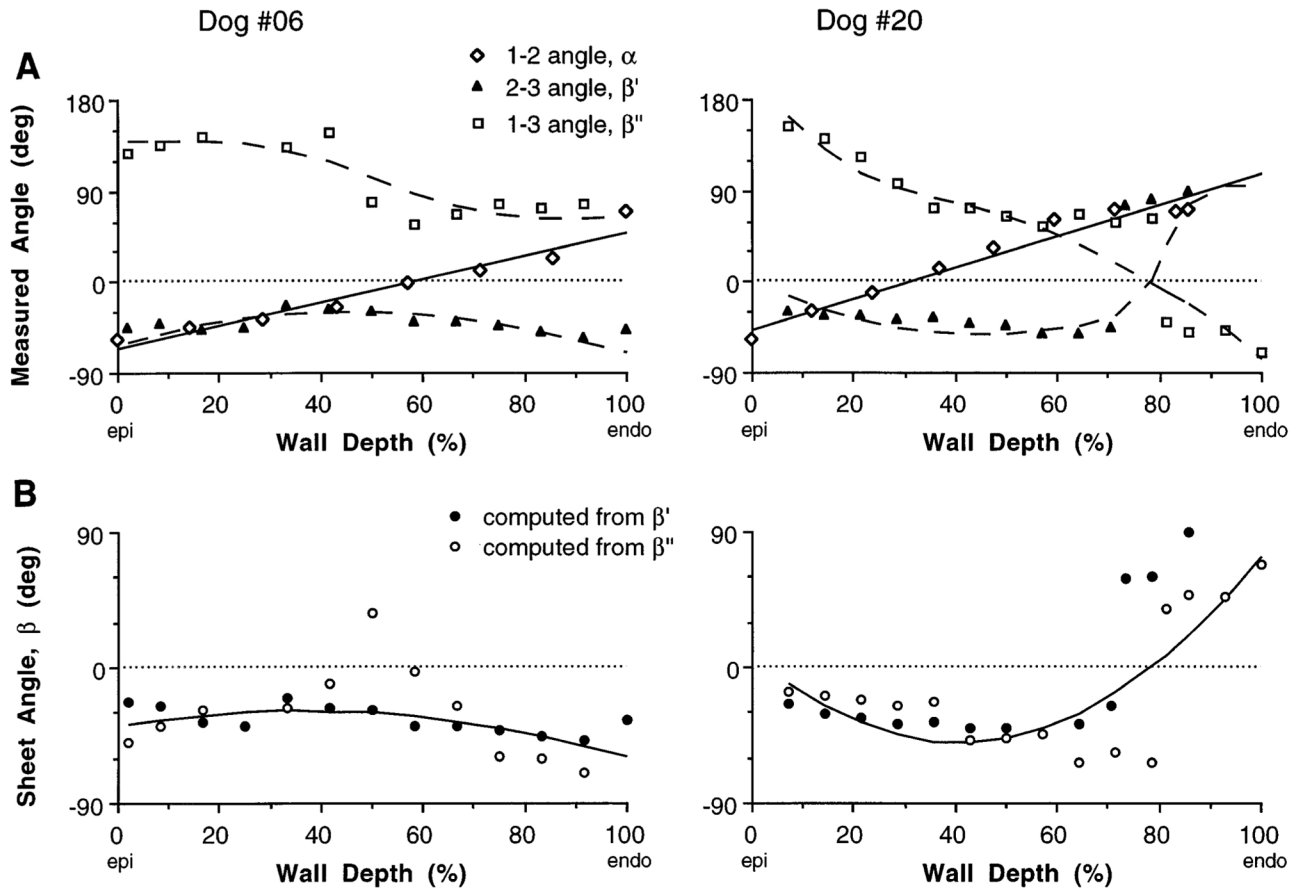 Dog #06
Dog #20
A
1-2 angle, α
2-3 angle, β'
1-3 angle, β"
Measured Angle (deg)
180
90
0
-90
0 20 40 60 80 100
epi endo
Wall Depth (%)
180
90
0
-90
0 20 40 60 80 100
epi endo
Wall Depth (%)
B
computed from β'
computed from β"
Sheet Angle, β (deg)
90
0
-90
0 20 40 60 80 100
epi endo
Wall Depth (%)
90
0
-90
0 20 40 60 80 100
epi endo
Wall Depth (%)